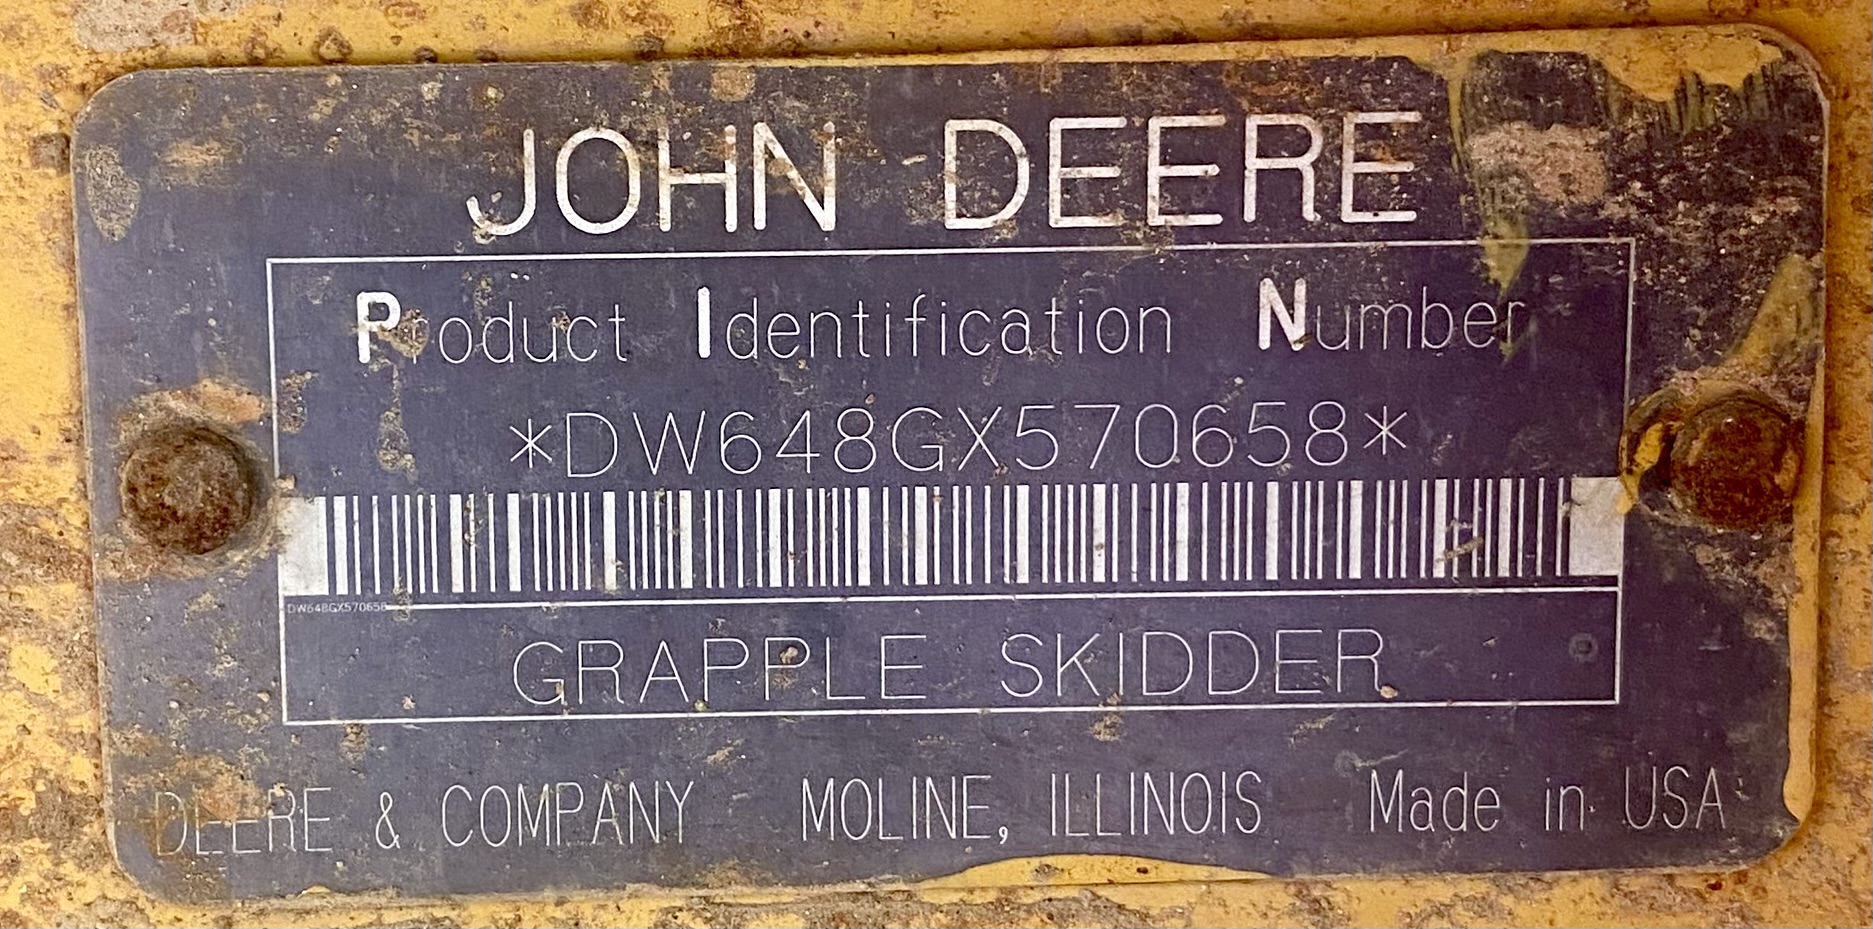 JOHN DEERE
Product Identification Number
*DW648GX570658*
DW648GX570658
GRAPPLE SKIDDER
DEERE & COMPANY MOLINE, ILLINOIS Made in USA